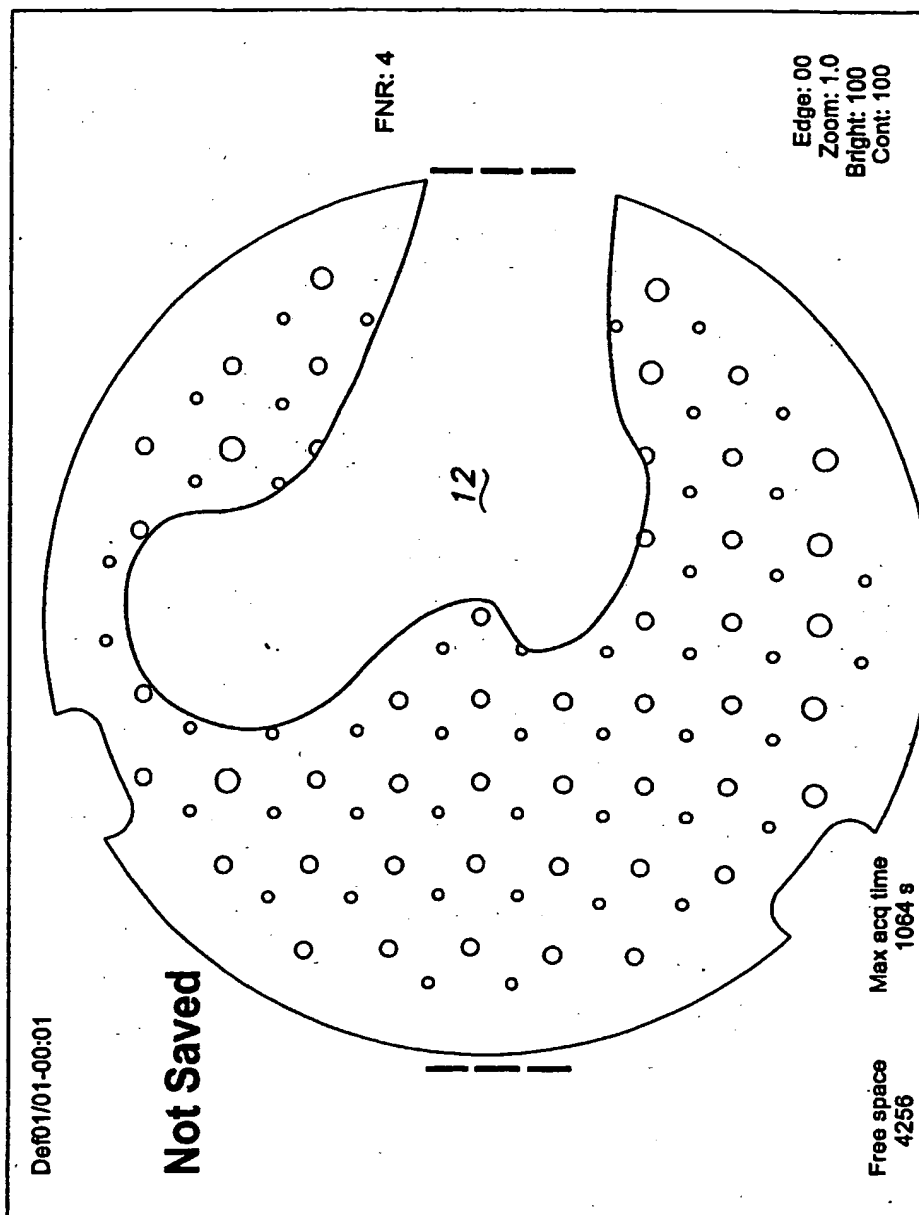 Def01/01-00:01
Not Saved
FNR: 4
12
Free space
4256
Max acq time
1064 s
Edge: 00
Zoom: 1.0
Bright: 100
Cont: 100